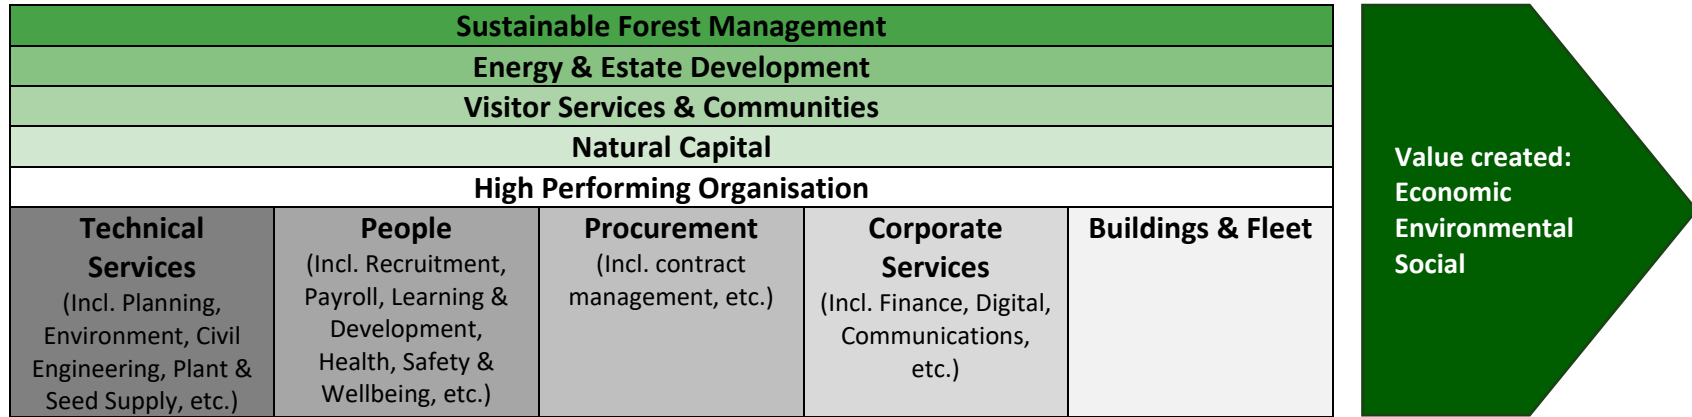 Sustainable Forest Management
Energy & Estate Development
Visitor Services & Communities
Natural Capital
High Performing Organisation
Technical
Services
(Incl. Planning,
Environment, Civil
Engineering, Plant &
Seed Supply, etc.)
People
(Incl. Recruitment,
Payroll, Learning &
Development,
Health, Safety &
Wellbeing, etc.)
Procurement
(Incl. contract
management, etc.)
Corporate
Services
(Incl. Finance, Digital,
Communications,
etc.)
Buildings & Fleet
Value created:
Economic
Environmental
Social